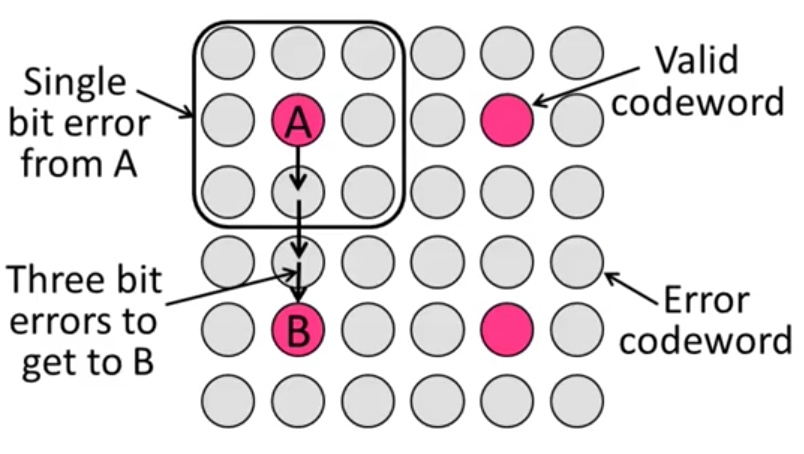 Single
bit error
from A
A
Valid
codeword
Three bit
errors to
get to B
B
Error
codeword